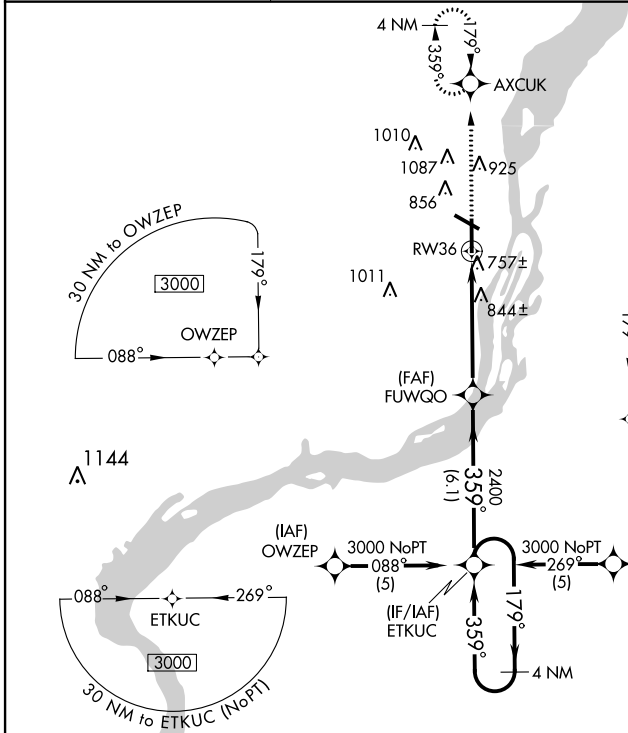 4 NM
179°
359°
AXCUK
1010
1087
925
856
RW36
757±
1011
844±
30 NM to OWZEP
3000
179°
OWZEP
088°
(FAF)
FUWQO
1144
2400
359°
(6.1)
(IAF)
OWZEP
3000 NoPT
088°
(5)
3000 NoPT
269°
(5)
(IF/IAF)
ETKUC
179°
359°
4 NM
088°
269°
ETKUC
3000
30 NM to ETKUC (NoPT)